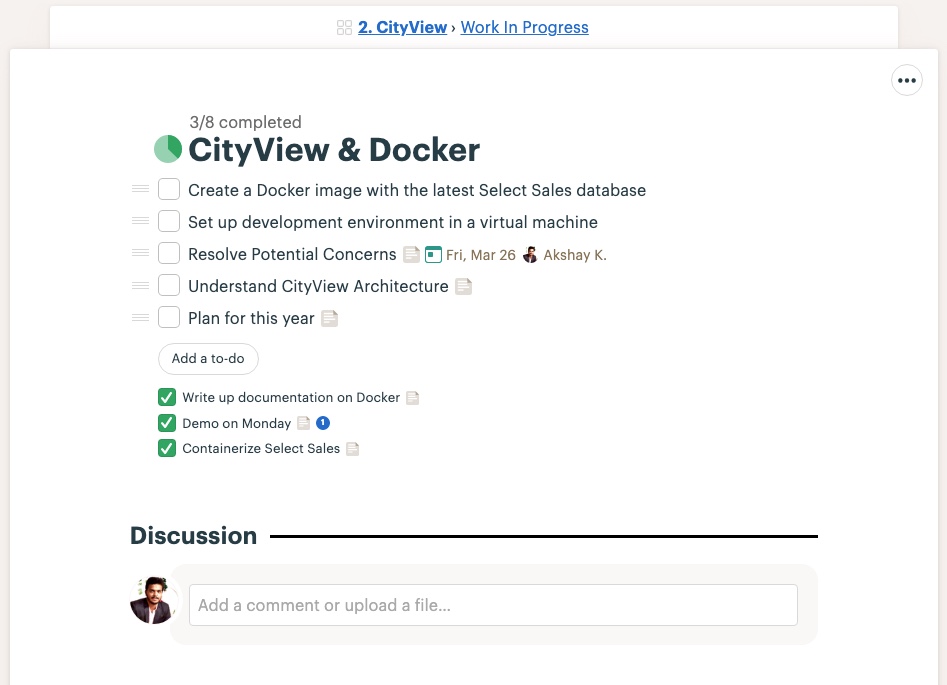 2. CityView › Work In Progress
3/8 completed
CityView & Docker
Create a Docker image with the latest Select Sales database
Set up development environment in a virtual machine
Resolve Potential Concerns Fri, Mar 26 Akshay K.
Understand CityView Architecture
Plan for this year
Add a to-do
Write up documentation on Docker
Demo on Monday 1
Containerize Select Sales
Discussion
Add a comment or upload a file...